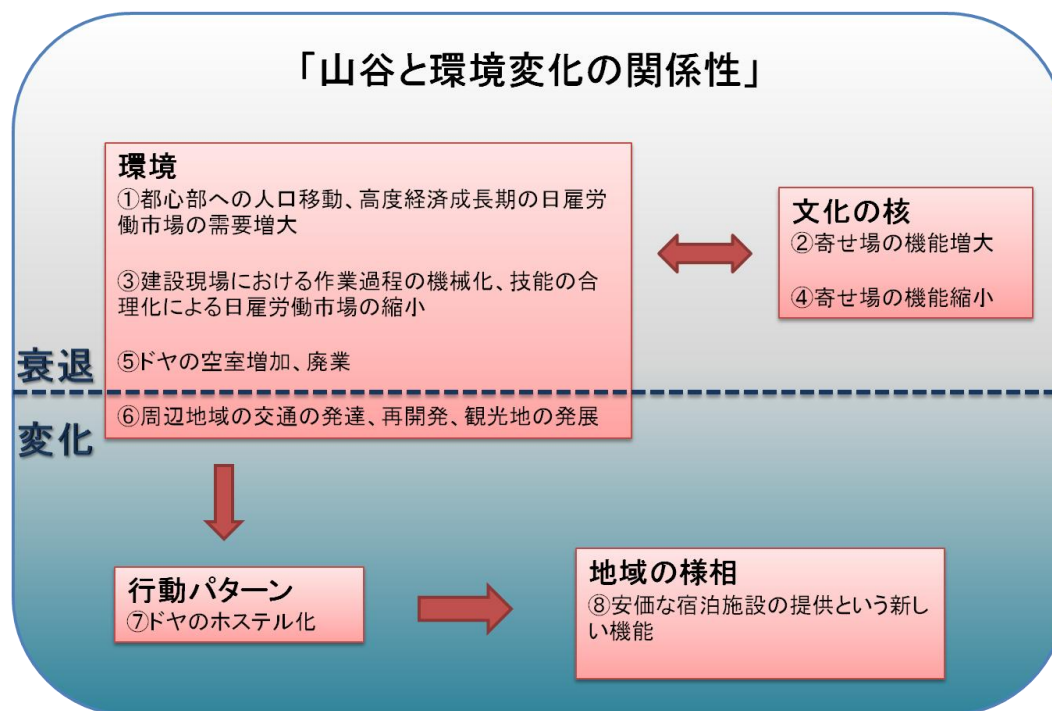 「山谷と環境変化の関係性」
環境
①都心部への人口移動、高度経済成長期の日雇労
働市場の需要増大
③建設現場における作業過程の機械化、技能の合
理化による日雇労働市場の縮小
⑤ドヤの空室増加、廃業
⑥周辺地域の交通の発達、再開発、観光地の発展
文化の核
②寄せ場の機能増大
④寄せ場の機能縮小
衰退
変化
行動パターン
⑦ドヤのホステル化
地域の様相
⑧安価な宿泊施設の提供という新し
い機能